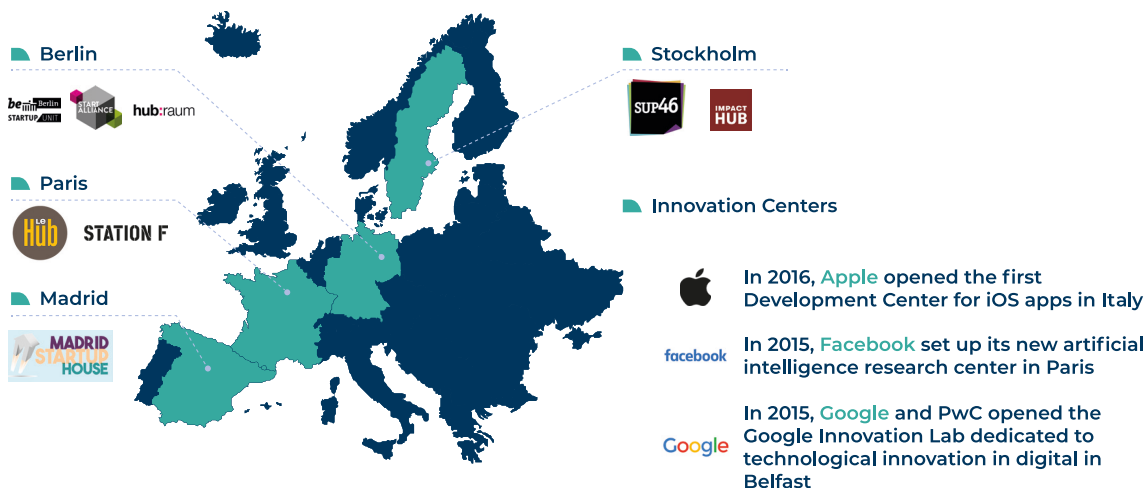 Berlin
be Berlin
STARTUP UNIT
START
ALLIANCE
hub:raum
Paris
LE
Hub
STATION F
Madrid
MADRID
STARTUP
HOUSE
Stockholm
SUP46
IMPACT
HUB
Innovation Centers
In 2016, Apple opened the first
Development Center for iOS apps in Italy
facebook
In 2015, Facebook set up its new artificial
intelligence research center in Paris
Google
In 2015, Google and PwC opened the
Google Innovation Lab dedicated to
technological innovation in digital in
Belfast